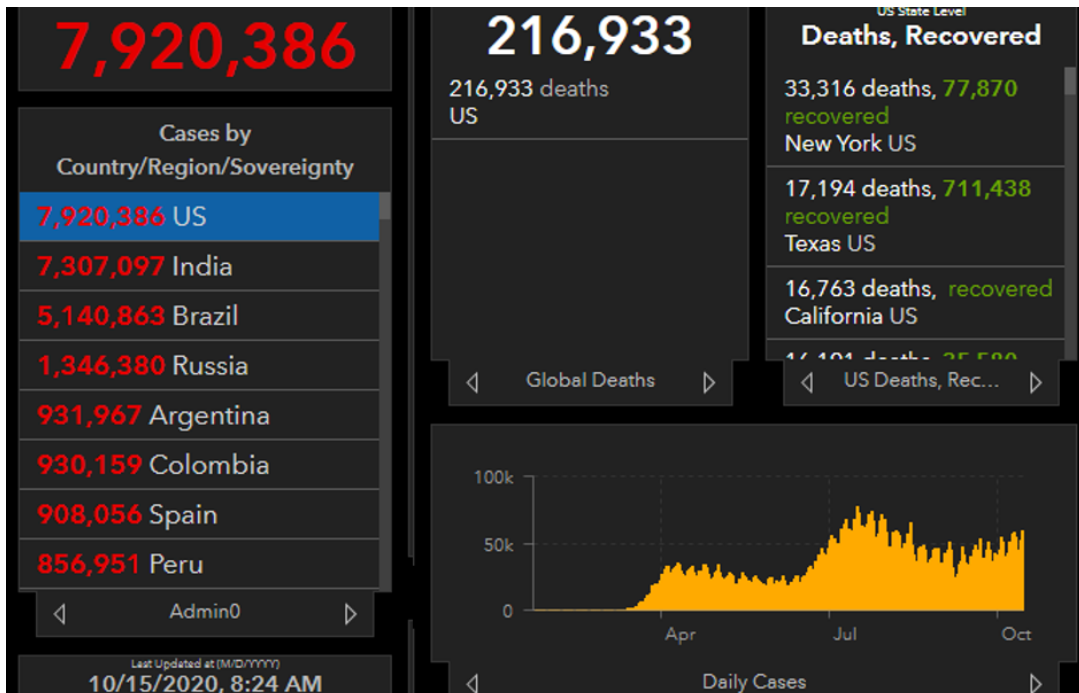 7,920,386
Cases by
Country/Region/Sovereignty
7,920,386 US
7,307,097 India
5,140,863 Brazil
1,346,380 Russia
931,967 Argentina
930,159 Colombia
908,056 Spain
856,951 Peru
Admin0
Last Updated at (M/D/YYYY)
10/15/2020, 8:24 AM
216,933
216,933 deaths
US
Global Deaths
US State Level
Deaths, Recovered
33,316 deaths, 77,870
recovered
New York US
17,194 deaths, 711,438
recovered
Texas US
16,763 deaths, recovered
California US
US Deaths, Rec...
100k
50k
0
Apr
Jul
Oct
Daily Cases